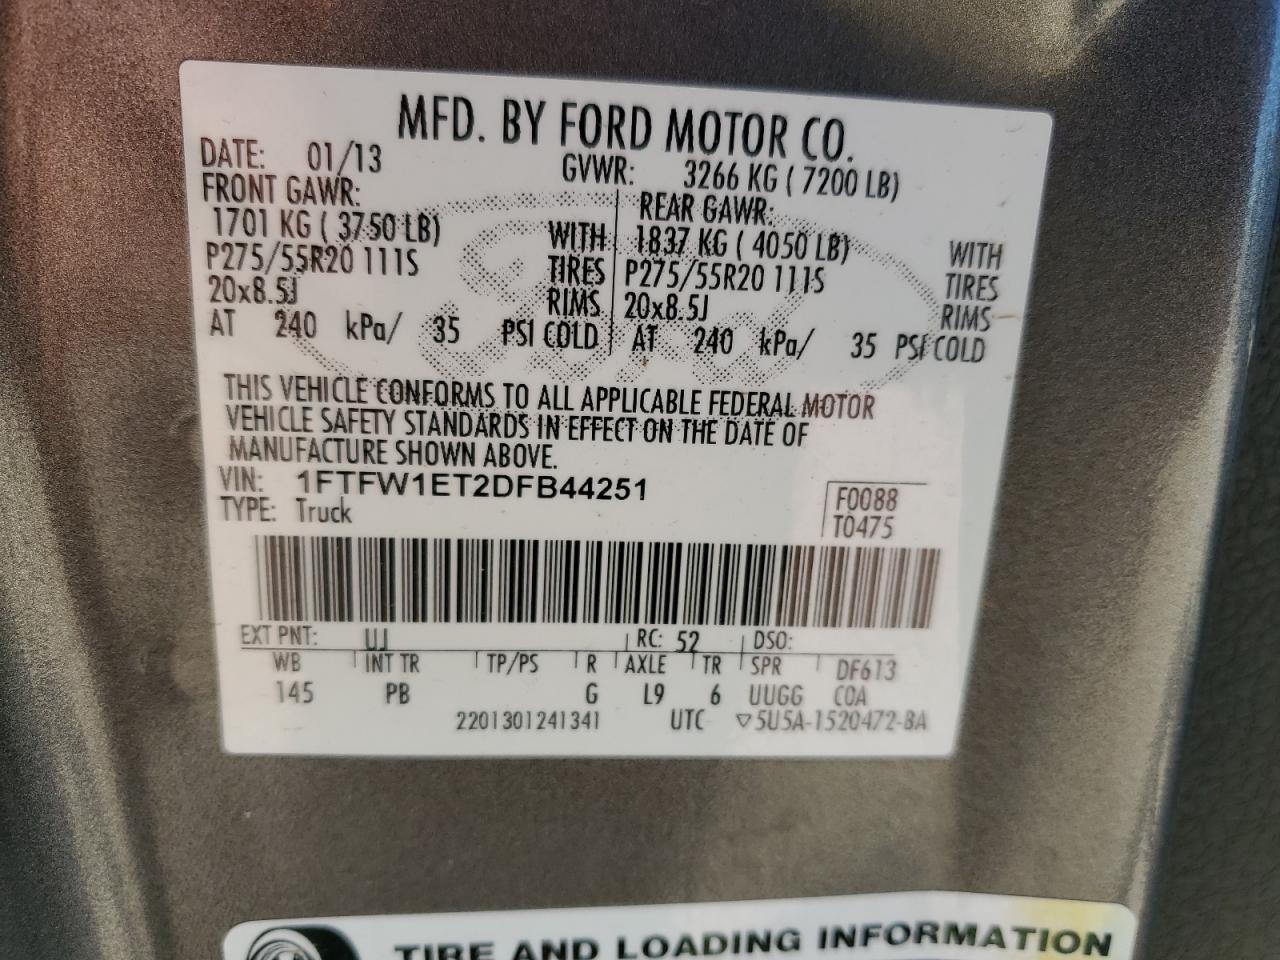 MFD. BY FORD MOTOR CO.
DATE: 01/13 GVWR: 3266 KG ( 7200 LB)
FRONT GAWR: REAR GAWR:
1701 KG ( 3750 LB) WITH 1837 KG ( 4050 LB) WITH
P275/55R20 111S TIRES P275/55R20 111S TIRES
20x8.5J RIMS 20x8.5J RIMS
AT 240 kPa/ 35 PSI COLD AT 240 kPa/ 35 PSI COLD
THIS VEHICLE CONFORMS TO ALL APPLICABLE FEDERAL MOTOR
VEHICLE SAFETY STANDARDS IN EFFECT ON THE DATE OF
MANUFACTURE SHOWN ABOVE.
VIN: 1FTFW1ET2DFB44251 F0088
TYPE: Truck T0475
EXT PNT: UJ RC: 52 DSO:
WB INT TR TP/PS R AXLE TR SPR DF613
145 PB G L9 6 UUGG COA
2201301241341 UTC ▽5U5A-1520472-BA
TIRE AND LOADING INFORMATION